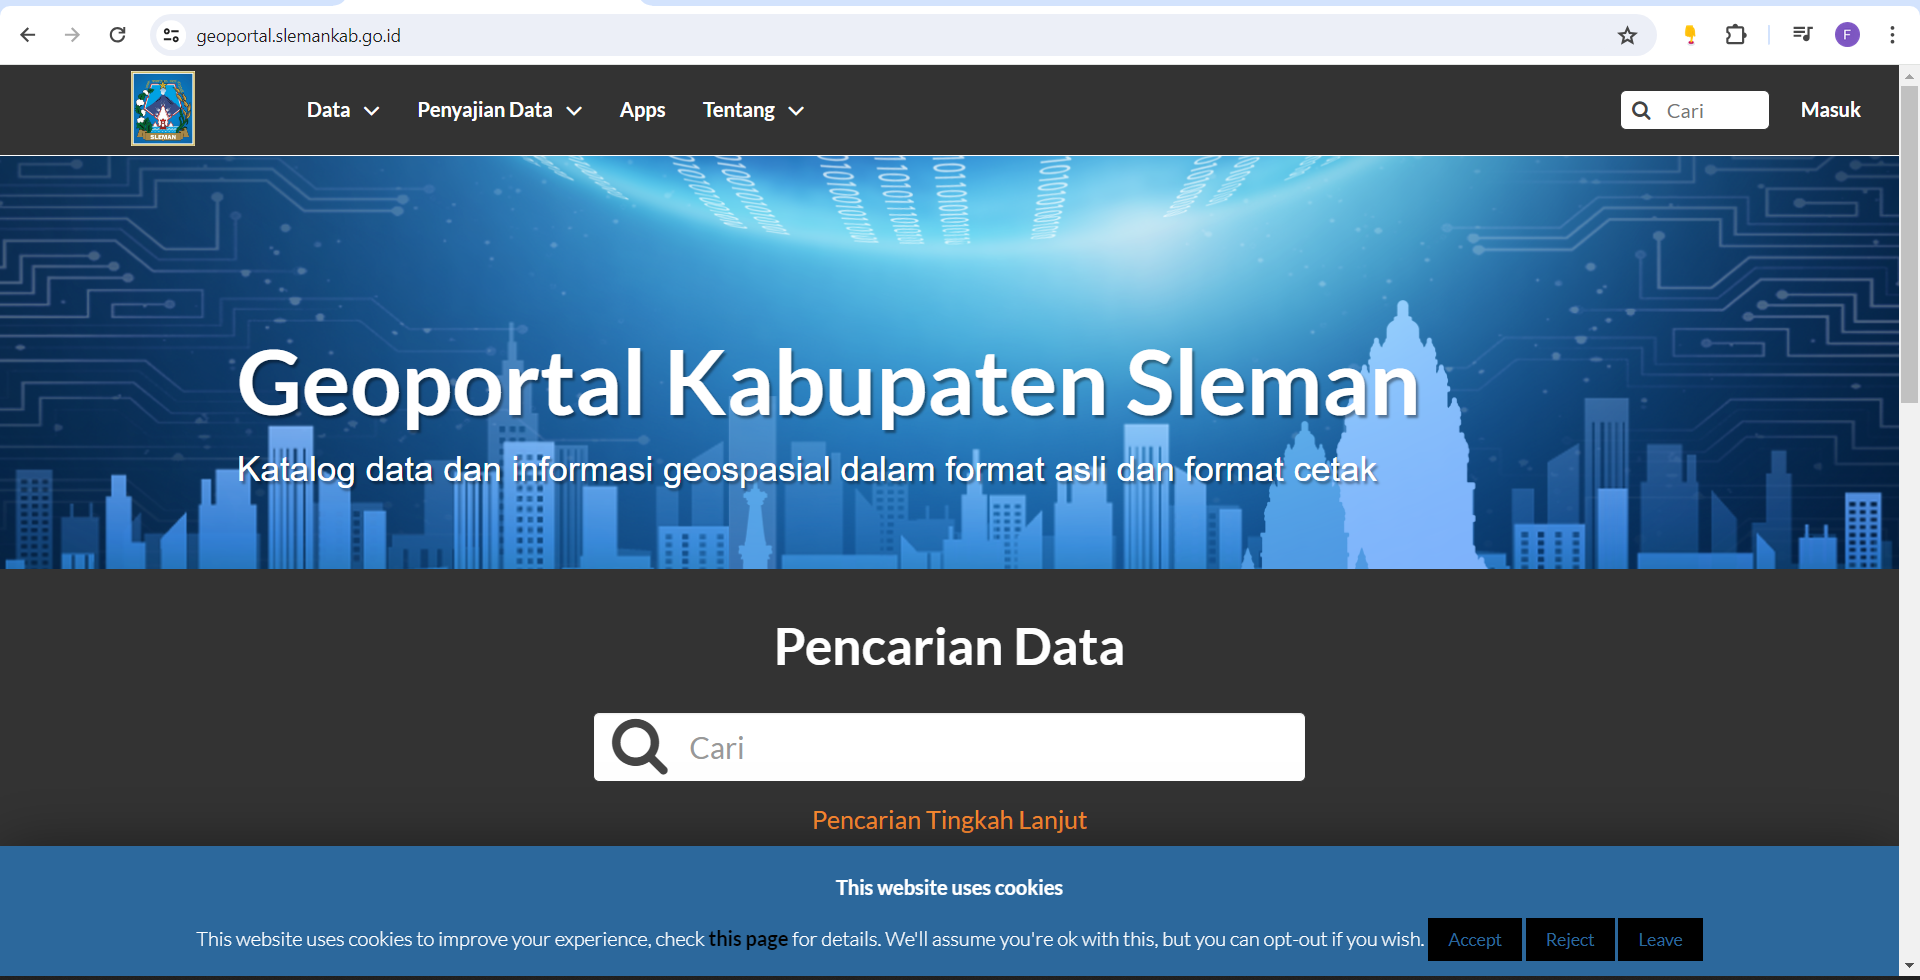 geoportal.slemankab.go.id
F
SLEMAN
Data
Penyajian Data
Apps
Tentang
Cari
Masuk
Geoportal Kabupaten Sleman
Katalog data dan informasi geospasial dalam format asli dan format cetak
Pencarian Data
Cari
Pencarian Tingkah Lanjut
This website uses cookies
This website uses cookies to improve your experience, check this page for details. We'll assume you're ok with this, but you can opt-out if you wish.
Accept
Reject
Leave